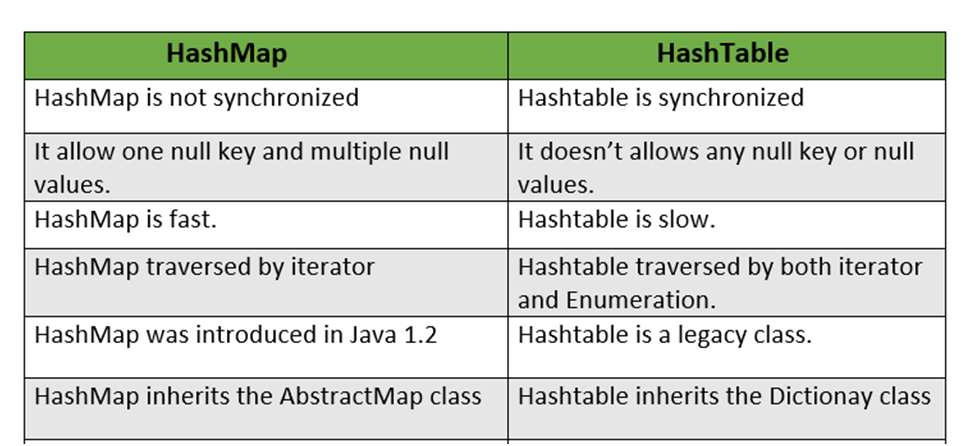 HashMap
HashTable
HashMap is not synchronized
Hashtable is synchronized
It allow one null key and multiple null
values.
It doesn’t allows any null key or null
values.
HashMap is fast.
Hashtable is slow.
HashMap traversed by iterator
Hashtable traversed by both iterator
and Enumeration.
HashMap was introduced in Java 1.2
Hashtable is a legacy class.
HashMap inherits the AbstractMap class
Hashtable inherits the Dictionay class